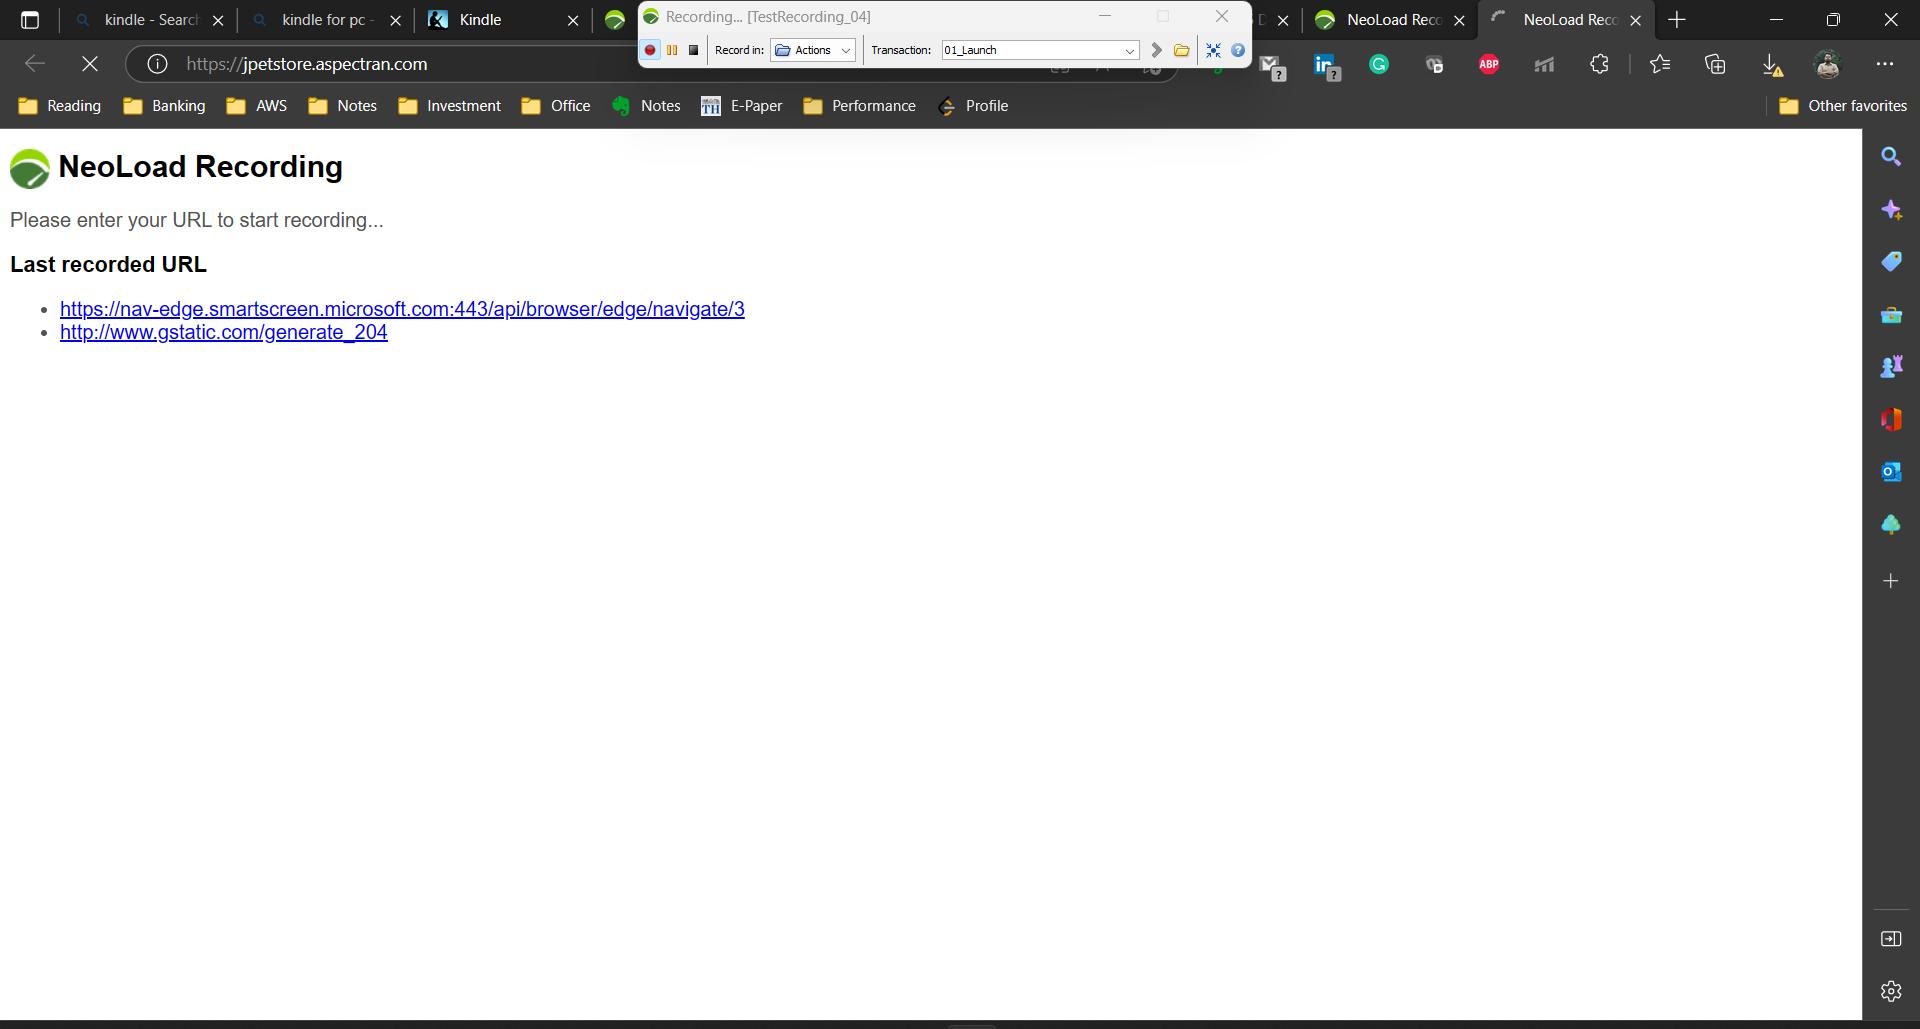 kindle - Search
kindle for pc -
Kindle
Recording... [TestRecording_04]
NeoLoad Reco
NeoLoad Reco
Record in: Actions
Transaction: 01_Launch
https://jpetstore.aspectran.com
ABP
Reading
Banking
AWS
Notes
Investment
Office
Notes
TH E-Paper
Performance
Profile
Other favorites
NeoLoad Recording
Please enter your URL to start recording...
Last recorded URL
https://nav-edge.smartscreen.microsoft.com:443/api/browser/edge/navigate/3
http://www.gstatic.com/generate_204